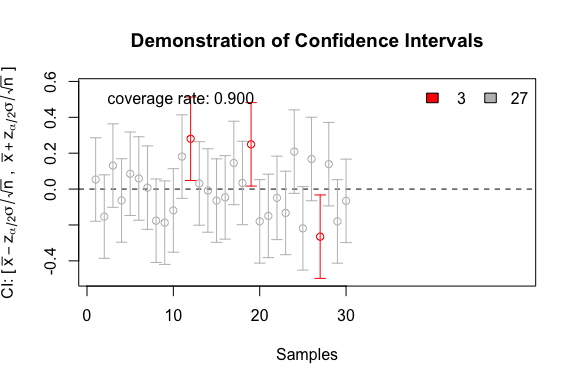 Demonstration of Confidence Intervals
CI: [ x̅ − zα/2σ/√n , x̅ + zα/2σ/√n ]
0.6
0.4
0.2
0.0
-0.4
coverage rate: 0.900
3
27
0
10
20
30
Samples